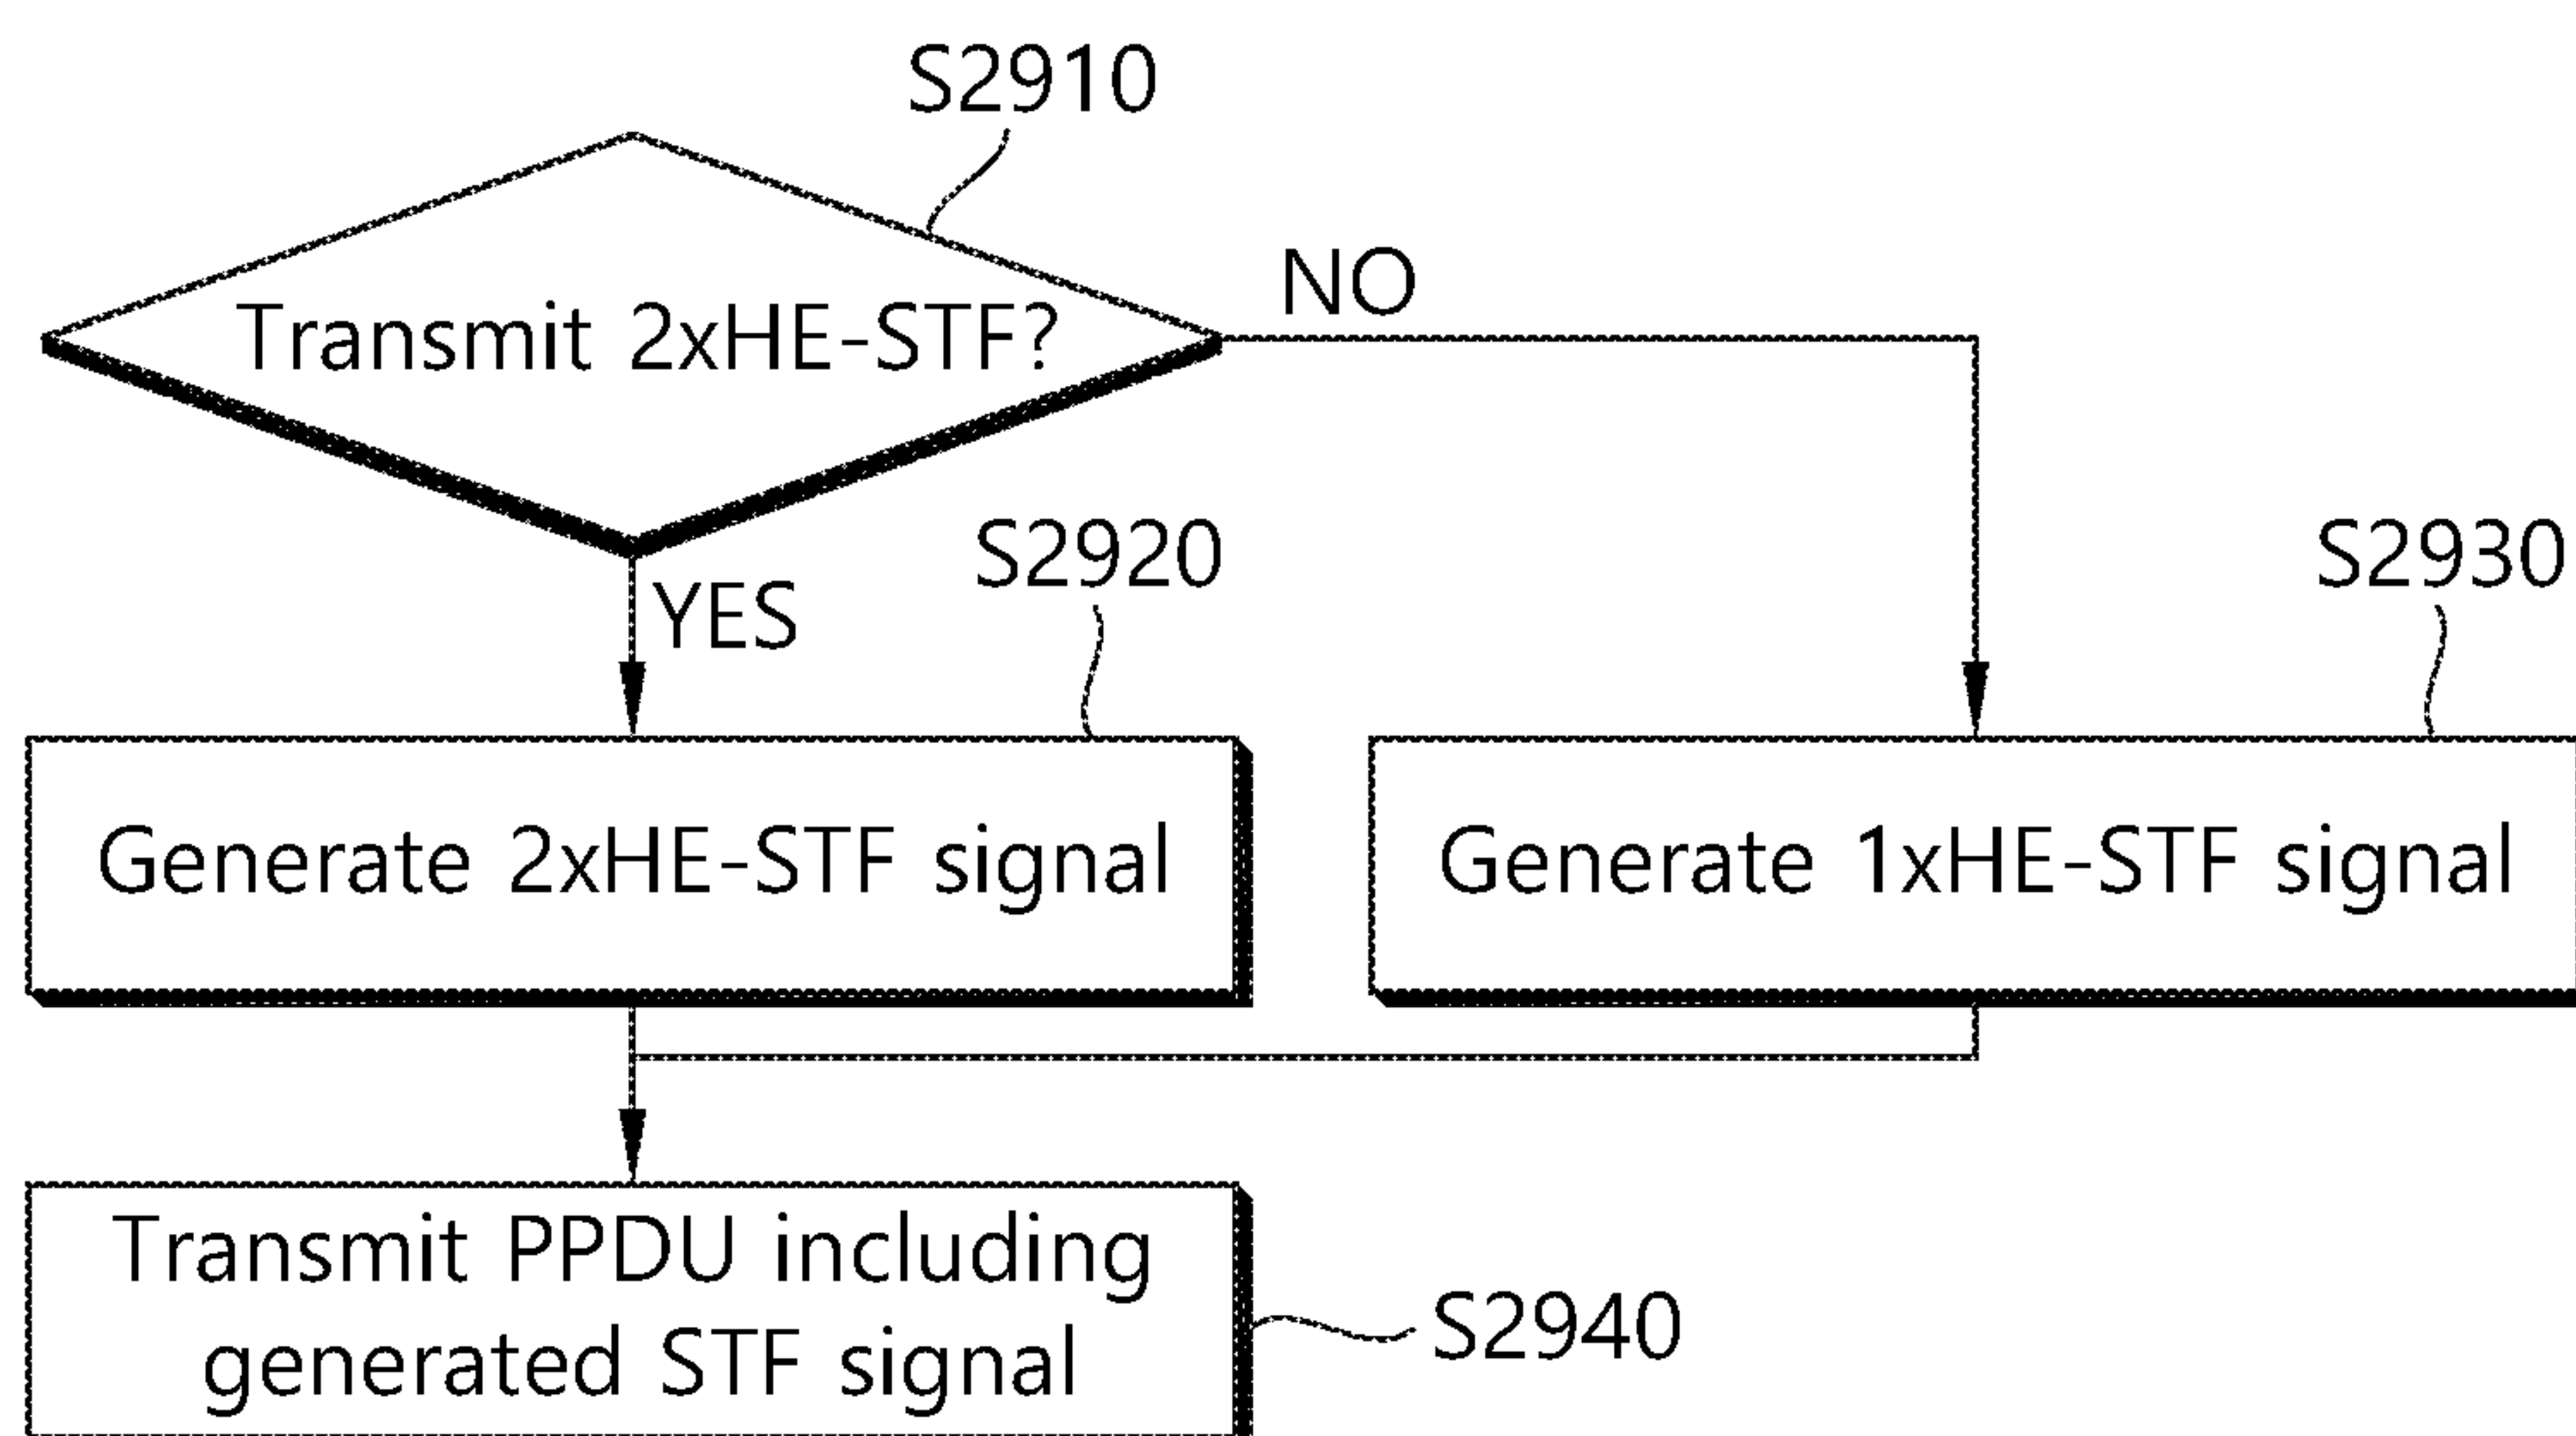 S2910
Transmit 2xHE-STF?
NO
YES
S2920
S2930
Generate 2xHE-STF signal
Generate 1xHE-STF signal
Transmit PPDU including
generated STF signal
S2940